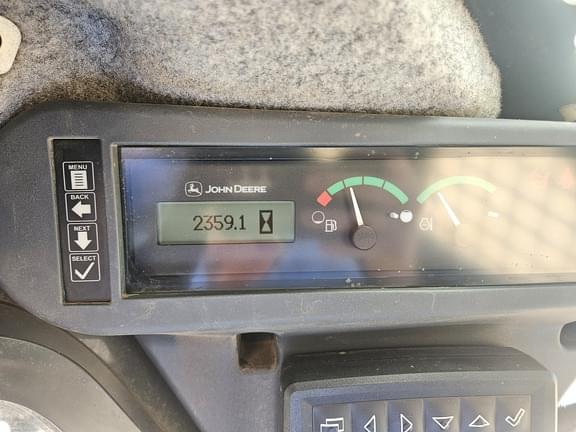 MENU
BACK
NEXT
SELECT
JOHN DEERE
2359.1